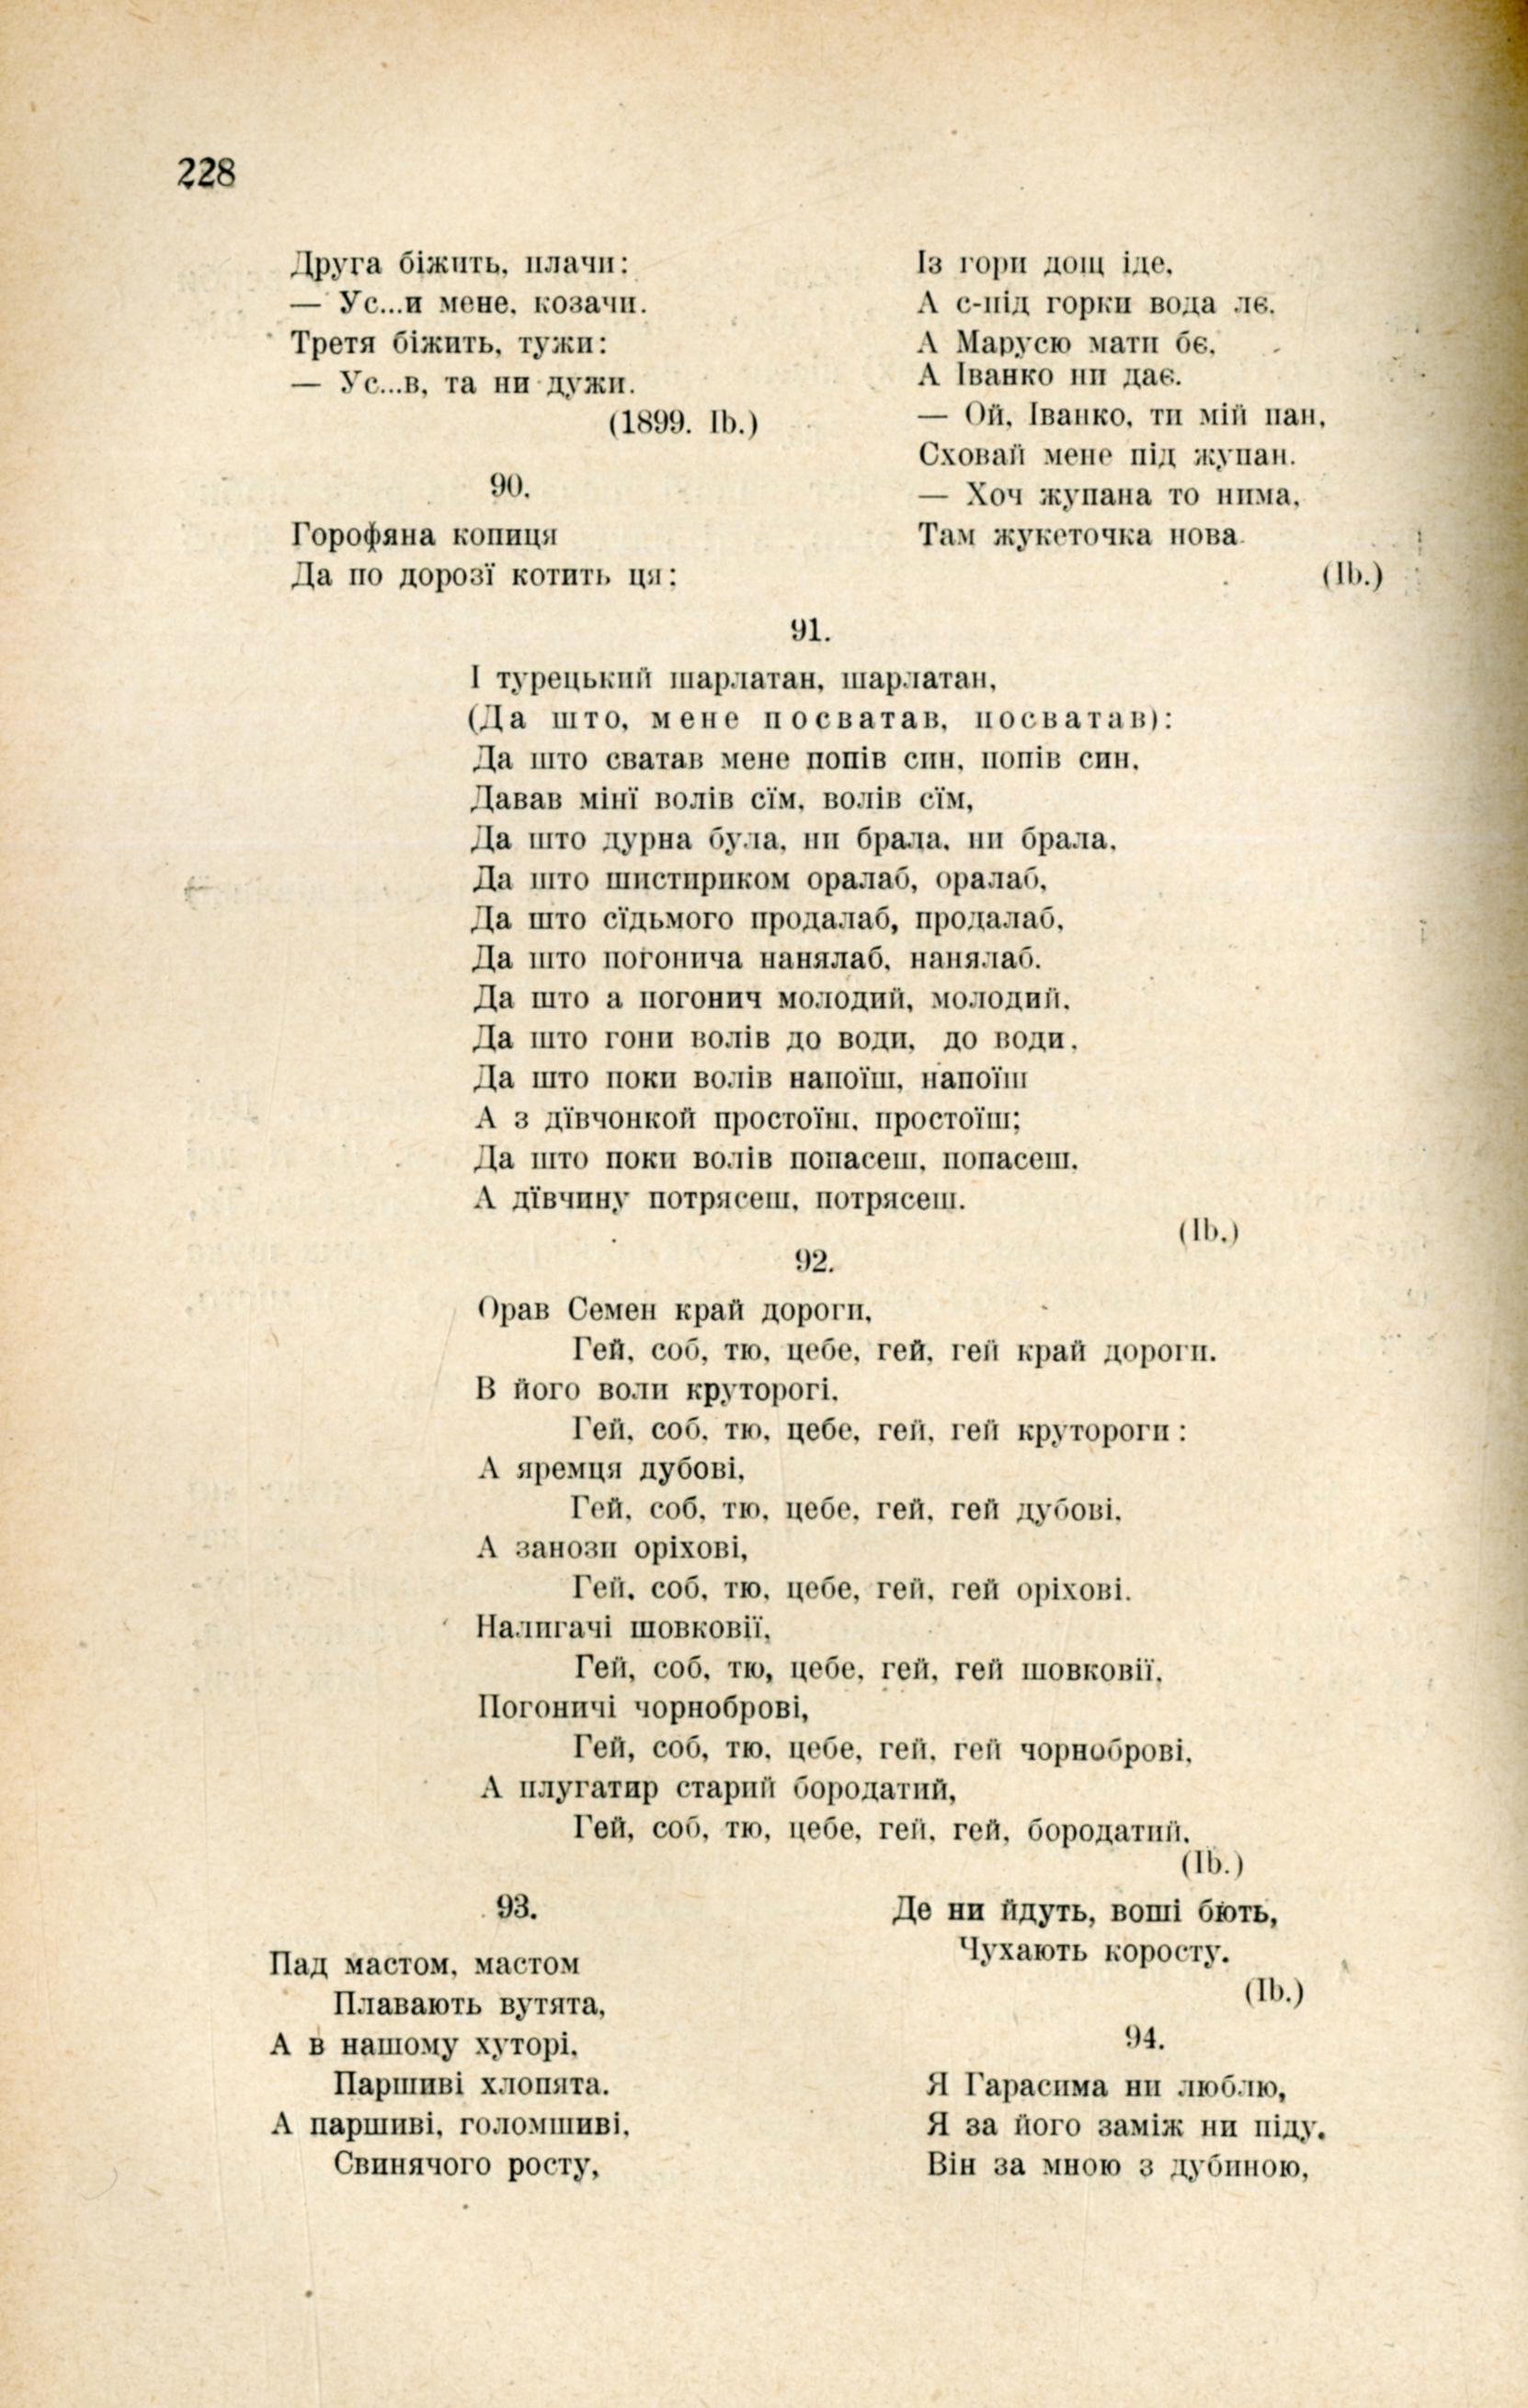 228
Друга біжить, плачи:
— Ус...и мене, козачи.
Третя біжить, тужи:
— Ус...в, та ни дужи.
(1899. Ib.)
90.
Горофяна копиця
Да по дорозї котить ця:
Із гори дощ іде,
А с-під горки вода лє.
А Марусю мати бє,
А Іванко ни дає.
— Ой, Іванко, ти мій пан,
Сховай мене під жупан.
— Хоч жупана то нима,
Там жукеточка нова.
(Ib.)
91.
І турецький шарлатан, шарлатан,
(Да што, мене посватав, посватав):
Да што сватав мене попів син, попів син,
Давав мінї волів сїм, волів сїм,
Да што дурна була, ни брала, ни брала,
Да што шистириком оралаб, оралаб,
Да што сїдьмого продалаб, продалаб,
Да што погонича нанялаб, нанялаб.
Да што а погонич молодий, молодий,
Да што гони волів до води, до води,
Да што поки волів напоїш, напоїш
А з дївчонкой простоїш, простоїш;
Да што поки волів попасеш, попасеш,
А дївчину потрясеш, потрясеш.
(Ib.)
92.
Орав Семен край дороги,
Гей, соб, тю, цебе, гей, гей край дороги.
В його воли круторогі,
Гей, соб, тю, цебе, гей, гей крутороги:
А яремця дубові,
Гей, соб, тю, цебе, гей, гей дубові,
А занози оріхові,
Гей, соб, тю, цебе, гей, гей оріхові.
Налигачі шовковії,
Гей, соб, тю, цебе, гей, гей шовковії,
Погоничі чорноброві,
Гей, соб, тю, цебе, гей, гей чорноброві,
А плугатир старий бородатий,
Гей, соб, тю, цебе, гей, гей, бородатий.
(Ib.)
93.
Пад мастом, мастом
Плавають вутята,
А в нашому хуторі,
Паршиві хлопята.
А паршиві, голомшиві,
Свинячого росту,
Де ни йдуть, воші бють,
Чухають коросту.
(Ib.)
94.
Я Гарасима ни люблю,
Я за його заміж ни піду.
Він за мною з дубиною,